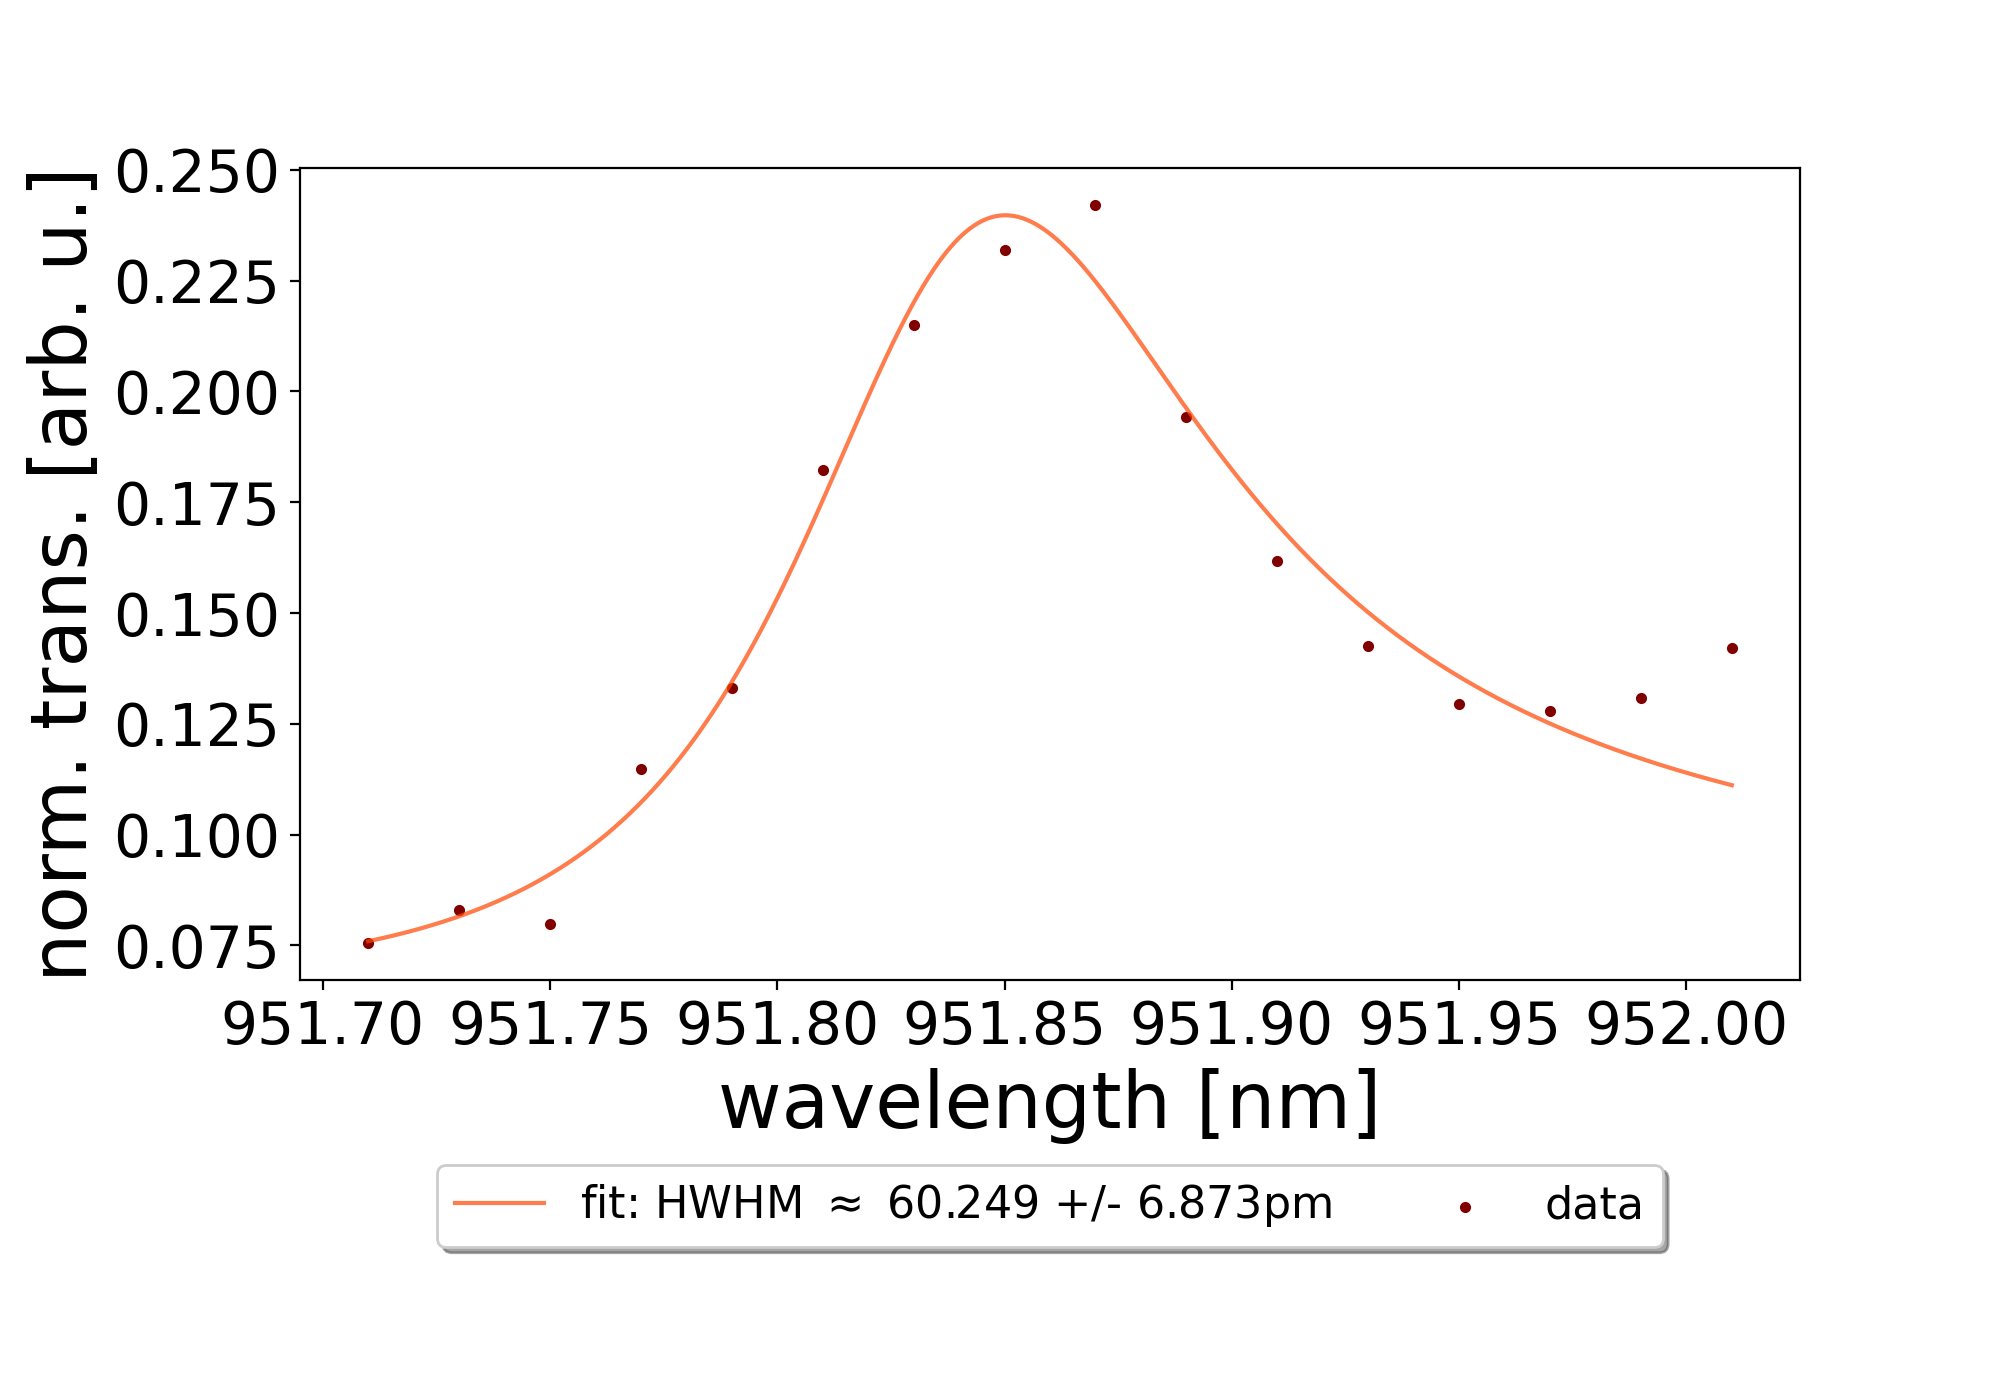 norm. trans. [arb. u.]
0.250
0.225
0.200
0.175
0.150
0.125
0.100
0.075
951.70 951.75 951.80 951.85 951.90 951.95 952.00
wavelength [nm]
fit: HWHM ≈ 60.249 +/- 6.873pm data